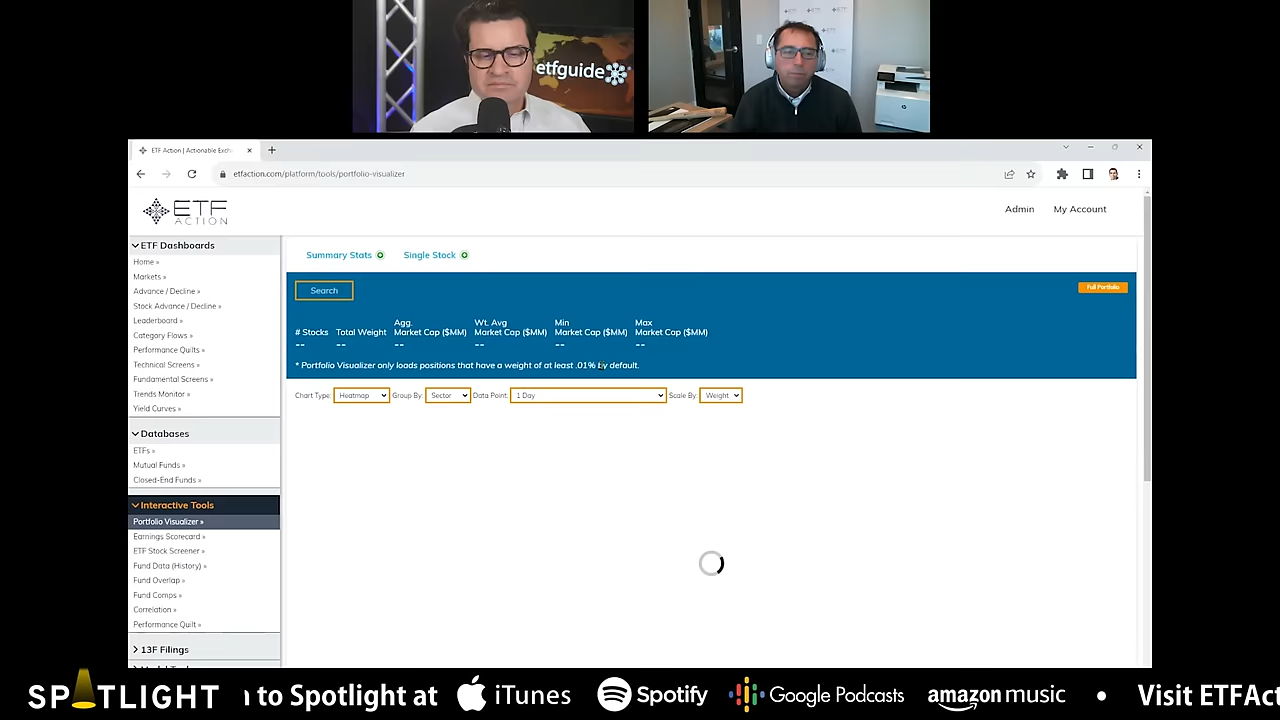 etfguide
ETF Action | Actionable Exch
etfaction.com/platform/tools/portfolio-visualizer
ETF
ACTION
Admin
My Account
ETF Dashboards
Home »
Markets »
Advance / Decline »
Stock Advance / Decline »
Leaderboard »
Category Flows »
Performance Quilts »
Technical Screens »
Fundamental Screens »
Trends Monitor »
Yield Curves »
Databases
ETFs »
Mutual Funds »
Closed-End Funds »
Interactive Tools
Portfolio Visualizer »
Earnings Scorecard »
ETF Stock Screener »
Fund Data (History) »
Fund Overlap »
Fund Comps »
Correlation »
Performance Quilt »
13F Filings
Summary Stats
Single Stock
Search
Full Portfolio
# Stocks
--
Total Weight
--
Agg.
Market Cap ($MM)
--
Wt. Avg
Market Cap ($MM)
--
Min
Market Cap ($MM)
--
Max
Market Cap ($MM)
--
* Portfolio Visualizer only loads positions that have a weight of at least .01% by default.
Chart Type: Heatmap Group By: Sector Data Point: 1 Day Scale By: Weight
SPOTLIGHT
to Spotlight at iTunes Spotify Google Podcasts amazon music • Visit ETFAct